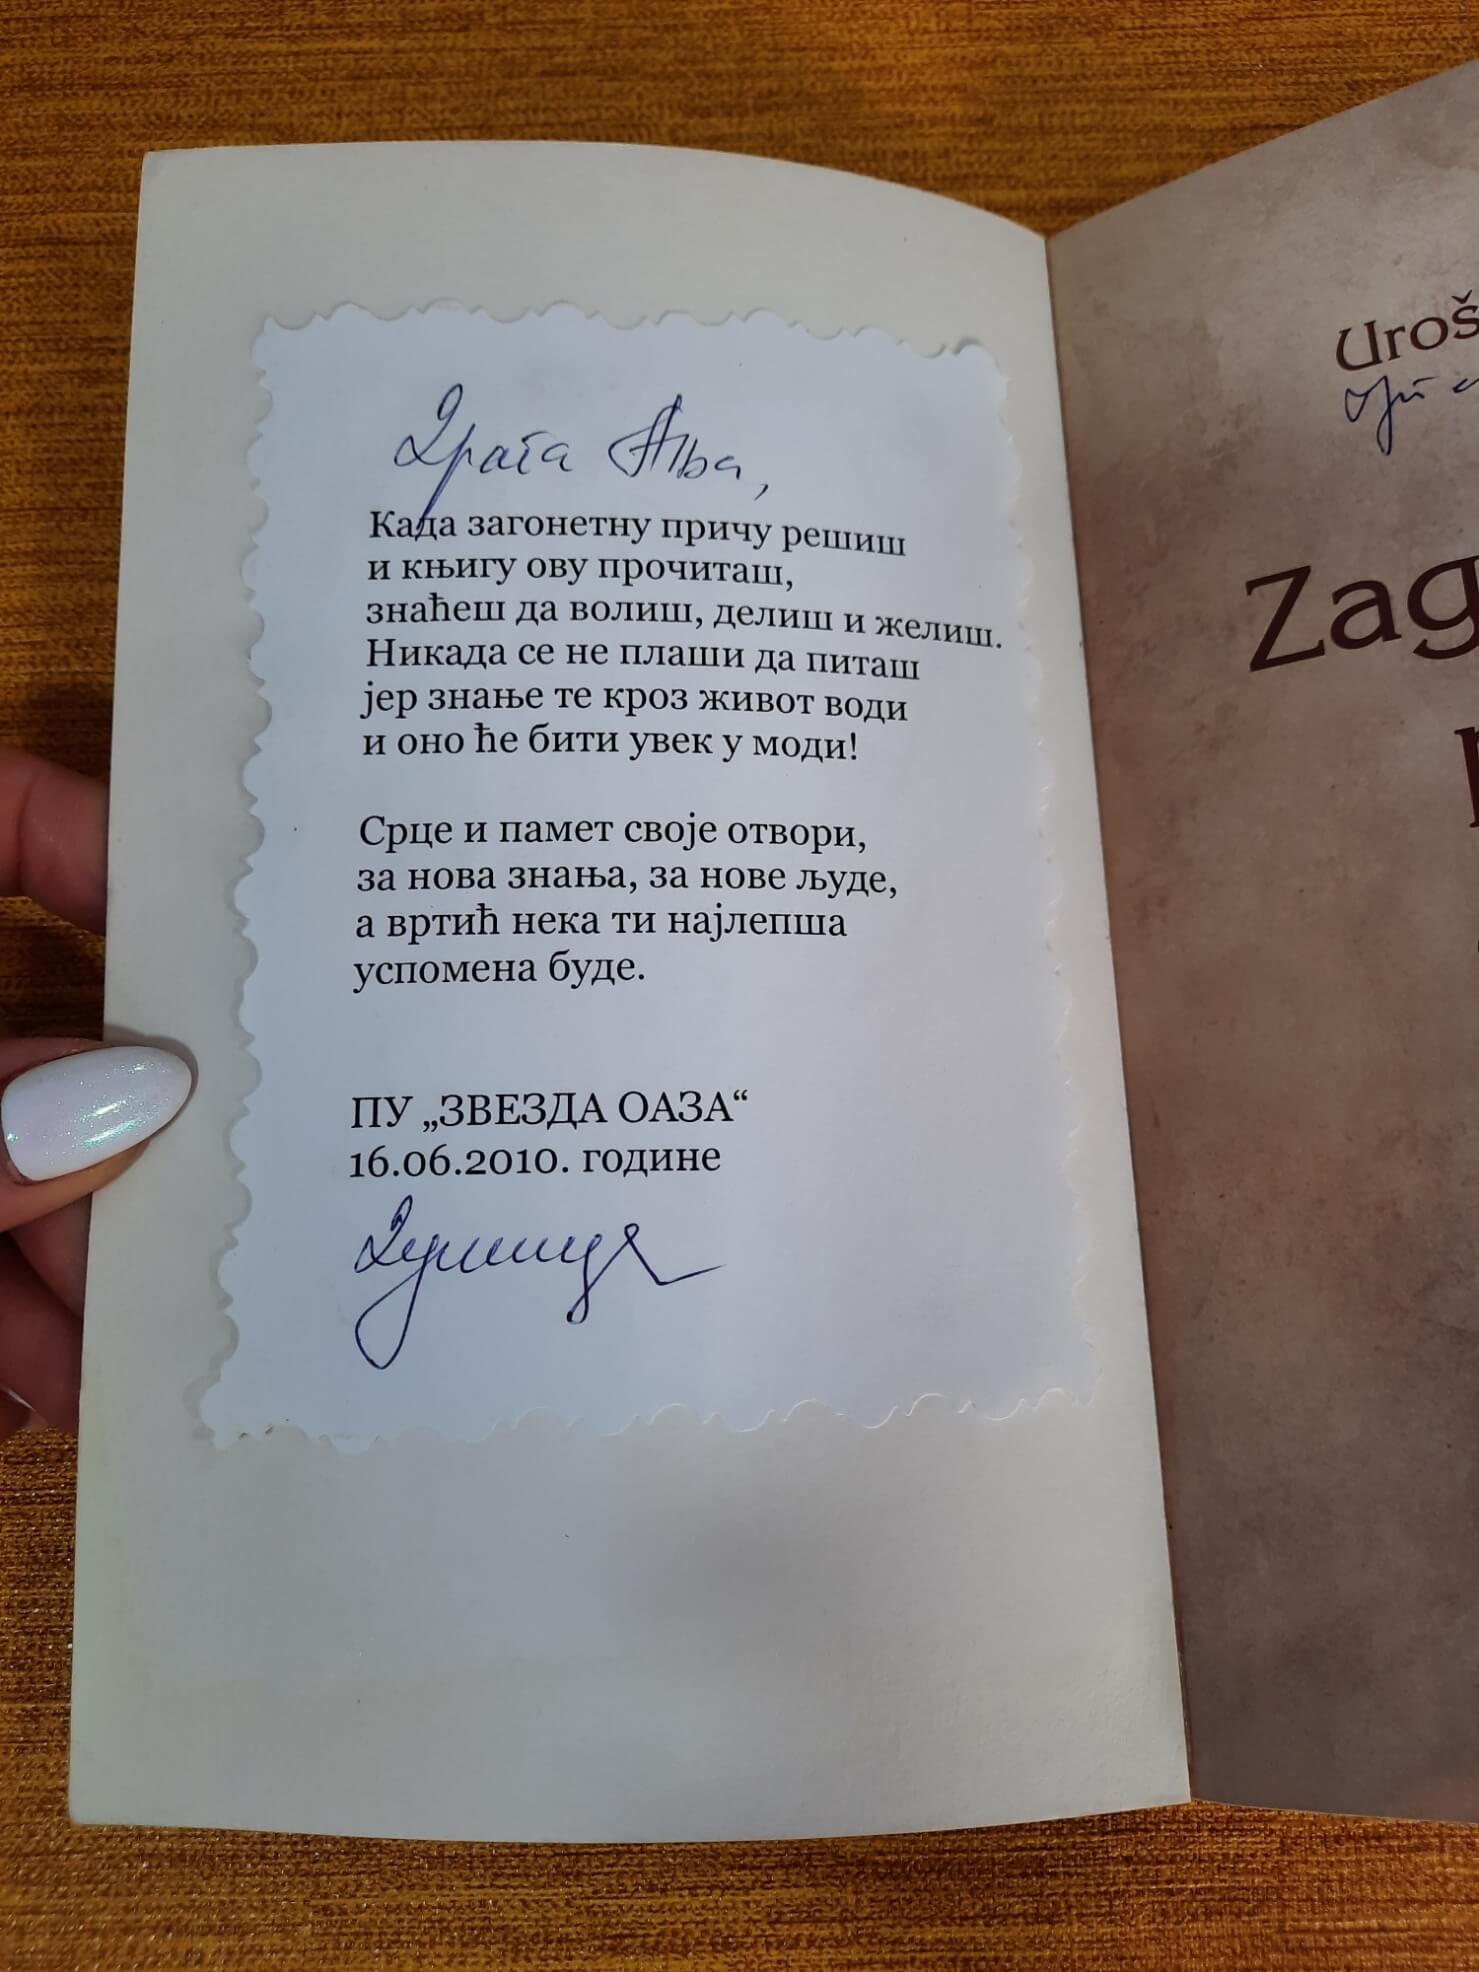 Драга Ања,
Када загонетну причу решиш
и књигу ову прочиташ,
знаћеш да волиш, делиш и желиш.
Никада се не плаши да питаш
јер знање те кроз живот води
и оно ће бити увек у моди!
Срце и памет своје отвори,
за нова знања, за нове људе,
а вртић нека ти најлепша
успомена буде.
ПУ „ЗВЕЗДА ОАЗА“
16.06.2010. године
Душица
Uroš
Zag